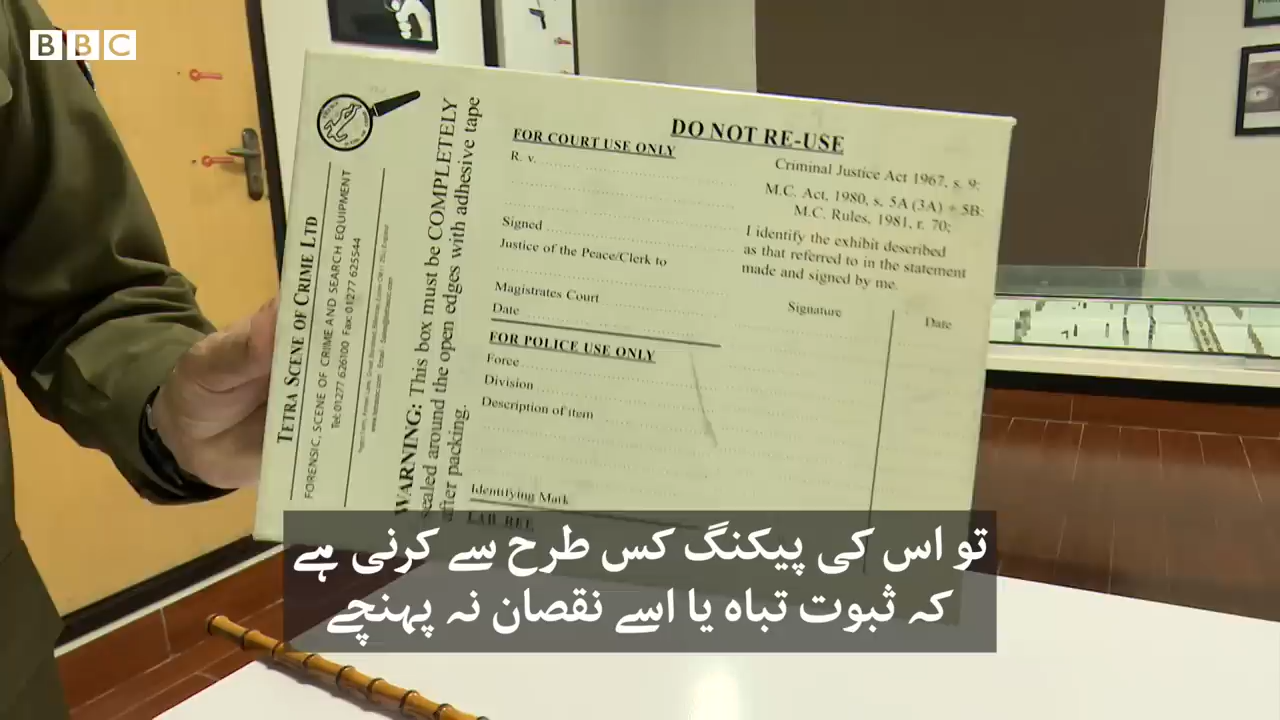 BBC
TETRA SCENE OF CRIME LTD
FORENSIC, SCENE OF CRIME AND SEARCH EQUIPMENT
Tel: 01277 626100 Fax: 01277 625544
WARNING: This box must be COMPLETELY
sealed around the open edges with adhesive tape
after packing.
DO NOT RE-USE
FOR COURT USE ONLY
R. v.
Signed
Justice of the Peace/Clerk to
Magistrates Court
Date
Criminal Justice Act 1967, s. 9;
M.C. Act, 1980, s. 5A (3A) + 5B;
M.C. Rules, 1981, r. 70;
I identify the exhibit described
as that referred to in the statement
made and signed by me.
Signature
Date
FOR POLICE USE ONLY
Force
Division
Description of item
Identifying Mark
LAB REF
تو اس کی پیکنگ کس طرح سے کرنی ہے
کہ ثبوت تباہ یا اسے نقصان نہ پہنچے